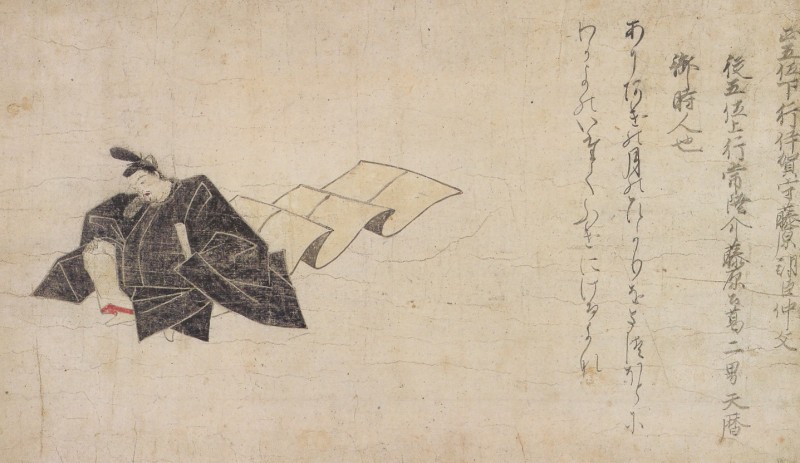 正五位下行伊賀守藤原朝臣仲文
從五位上行常陸介藤原公葛二男天暦
御時人也
ありあけの月のひかりをまつほとに
わかよのいたくふけにけるかな